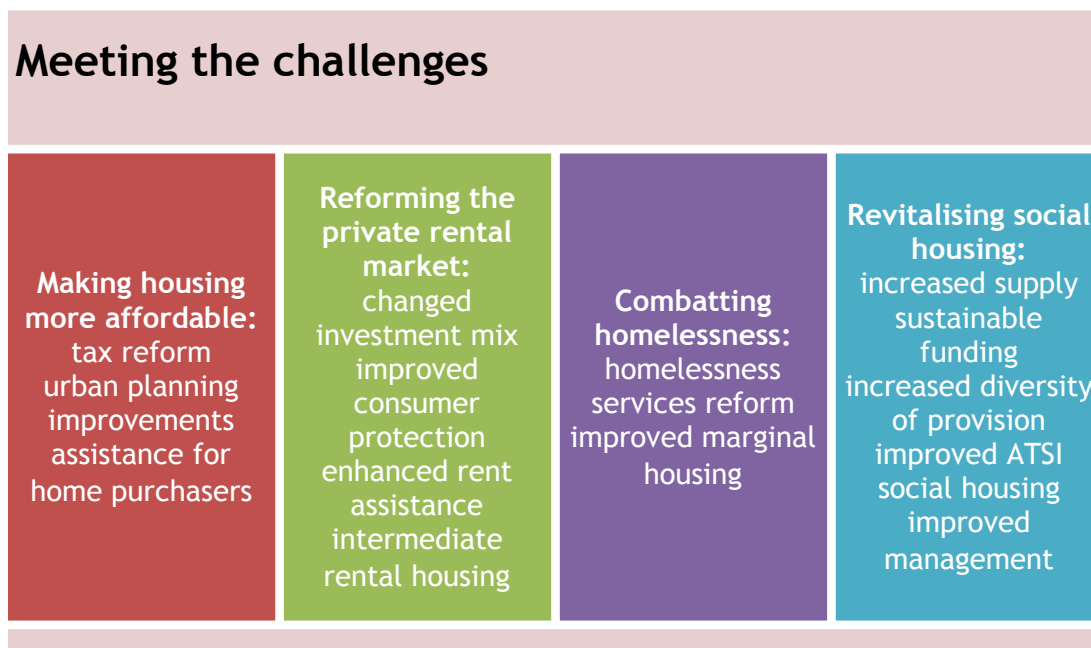 Meeting the challenges
Making housing
more affordable:
tax reform
urban planning
improvements
assistance for
home purchasers
Reforming the
private rental
market:
changed
investment mix
improved
consumer
protection
enhanced rent
assistance
intermediate
rental housing
Combatting
homelessness:
homelessness
services reform
improved marginal
housing
Revitalising social
housing:
increased supply
sustainable
funding
increased diversity
of provision
improved ATSI
social housing
improved
management